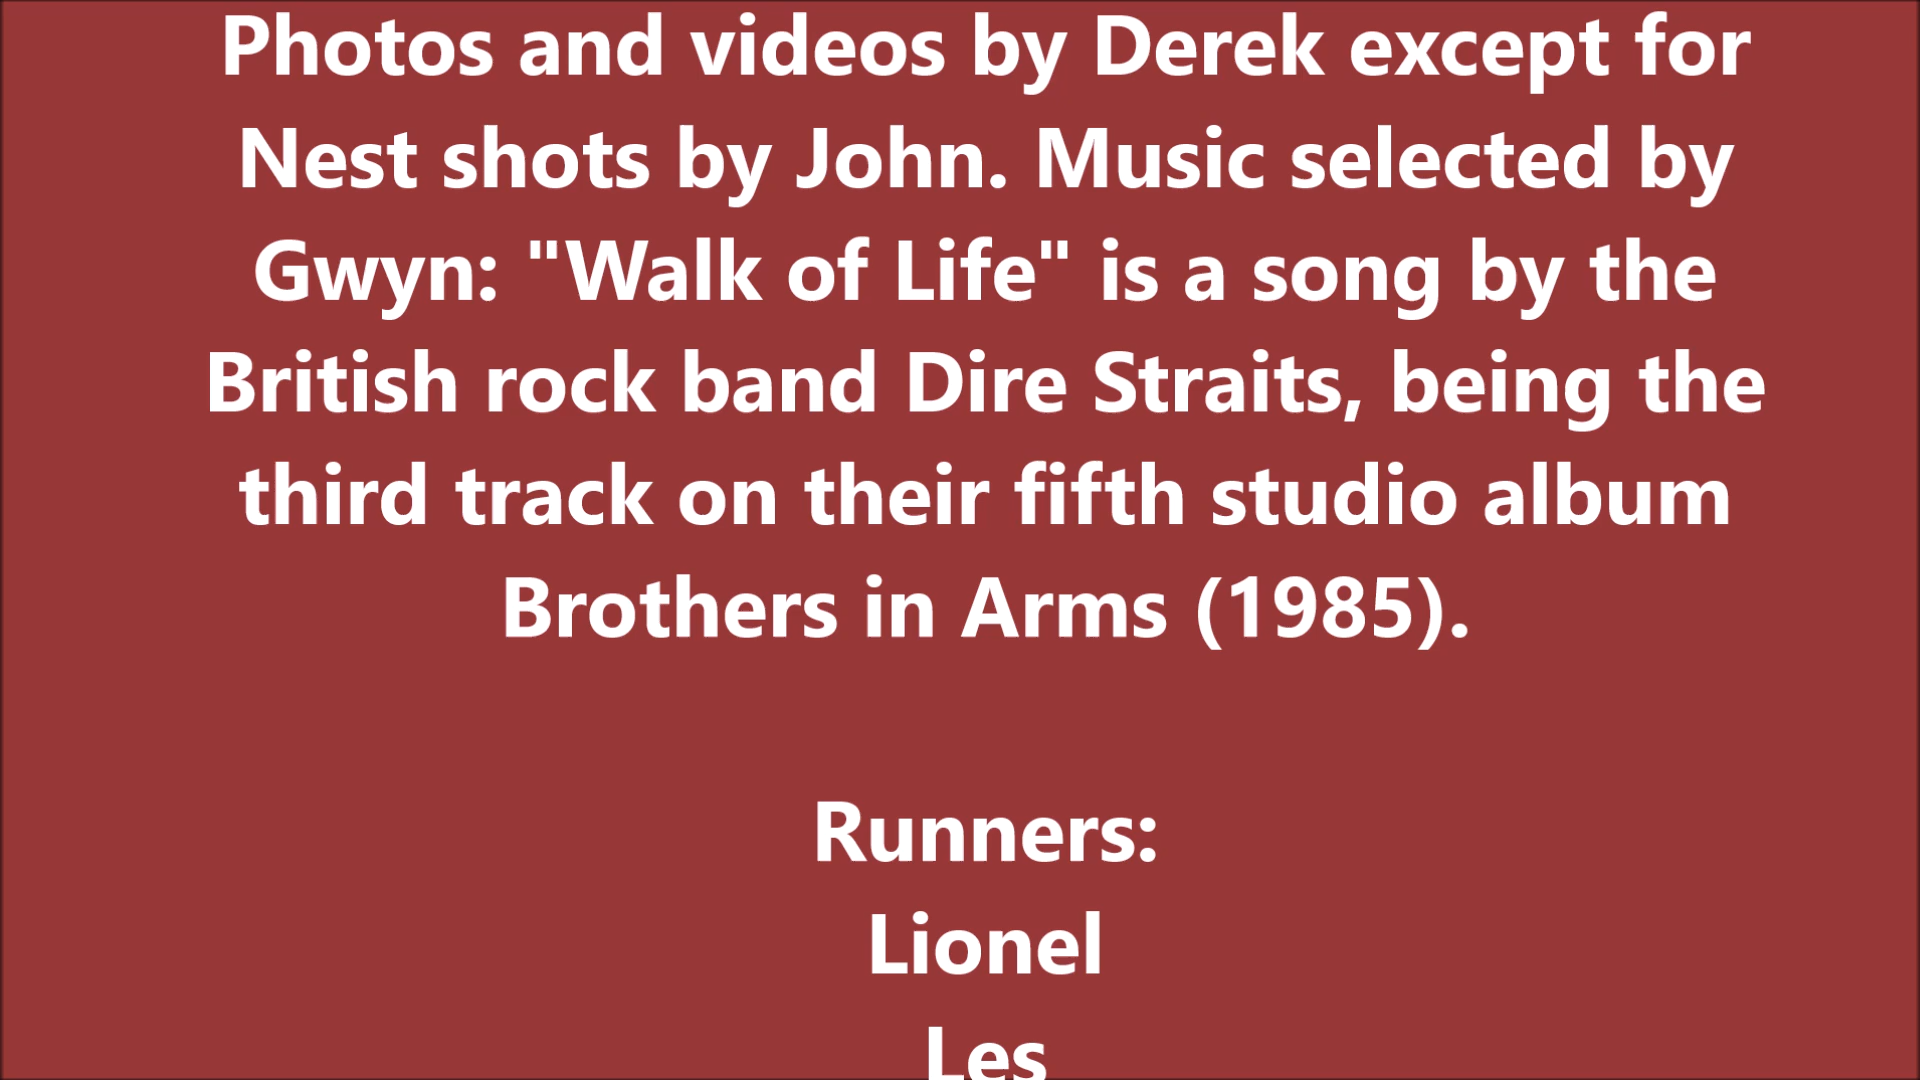 Photos and videos by Derek except for
Nest shots by John. Music selected by
Gwyn: "Walk of Life" is a song by the
British rock band Dire Straits, being the
third track on their fifth studio album
Brothers in Arms (1985).
Runners:
Lionel
Les